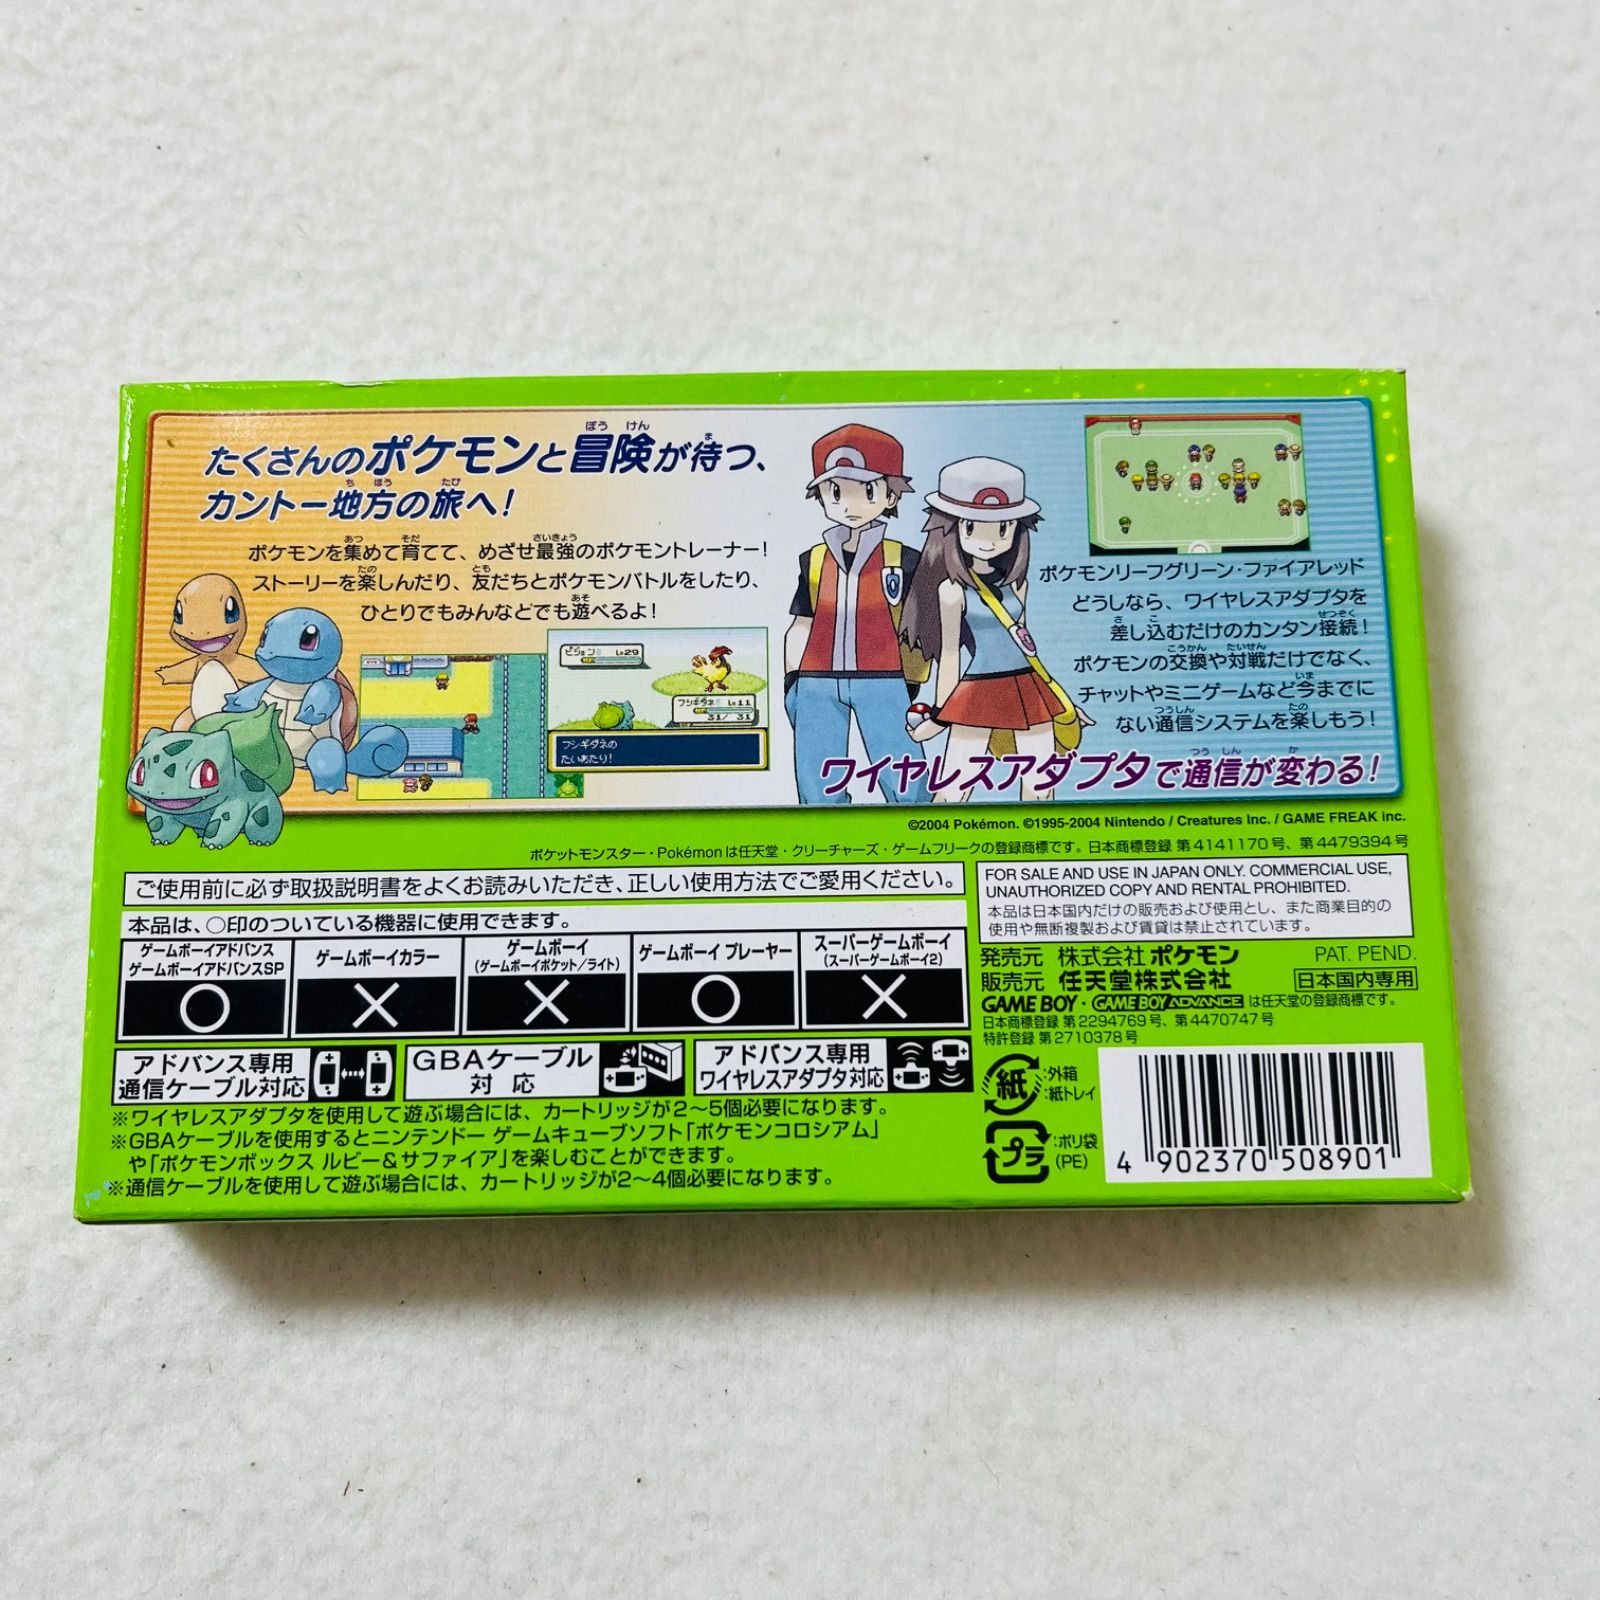 たくさんのポケモンと冒険が待つ、
カントー地方の旅へ!
ポケモンを集めて育てて、めざせ最強のポケモントレーナー!
ストーリーを楽しんだり、友だちとポケモンバトルをしたり、
ひとりでもみんなでも遊べるよ!
ピジョン Lv29
フシギダネ Lv11
31/ 31
フシギダネの
たいあたり!
ポケモンリーフグリーン・ファイアレッド
どうしなら、ワイヤレスアダプタを
差し込むだけのカンタン接続!
ポケモンの交換や対戦だけでなく、
チャットやミニゲームなど今までに
ない通信システムを楽しもう!
ワイヤレスアダプタで通信が変わる!
©2004 Pokémon. ©1995-2004 Nintendo / Creatures Inc. / GAME FREAK inc.
ポケットモンスター・Pokémonは任天堂・クリーチャーズ・ゲームフリークの登録商標です。日本商標登録 第4141170号、第4479394号
ご使用前に必ず取扱説明書をよくお読みいただき、正しい使用方法でご愛用ください。
本品は、○印のついている機器に使用できます。
ゲームボーイアドバンス
ゲームボーイアドバンスSP
○
ゲームボーイカラー
×
ゲームボーイ
(ゲームボーイポケット/ライト)
×
ゲームボーイ プレーヤー
○
スーパーゲームボーイ
(スーパーゲームボーイ2)
×
アドバンス専用
通信ケーブル対応
GBAケーブル
対応
アドバンス専用
ワイヤレスアダプタ対応
※ワイヤレスアダプタを使用して遊ぶ場合には、カートリッジが2〜5個必要になります。
※GBAケーブルを使用するとニンテンドー ゲームキューブソフト「ポケモンコロシアム」
や「ポケモンボックス ルビー&サファイア」を楽しむことができます。
※通信ケーブルを使用して遊ぶ場合には、カートリッジが2〜4個必要になります。
FOR SALE AND USE IN JAPAN ONLY. COMMERCIAL USE,
UNAUTHORIZED COPY AND RENTAL PROHIBITED.
本品は日本国内だけの販売および使用とし、また商業目的の
使用や無断複製および賃貸は禁止されています。
発売元 株式会社 ポケモン PAT. PEND.
販売元 任天堂株式会社 日本国内専用
GAME BOY・GAME BOY ADVANCE は任天堂の登録商標です。
日本商標登録 第2294769号、第4470747号
特許登録 第2710378号
紙 :外箱
:紙トレイ
プラ :ポリ袋
(PE)
4 902370 508901